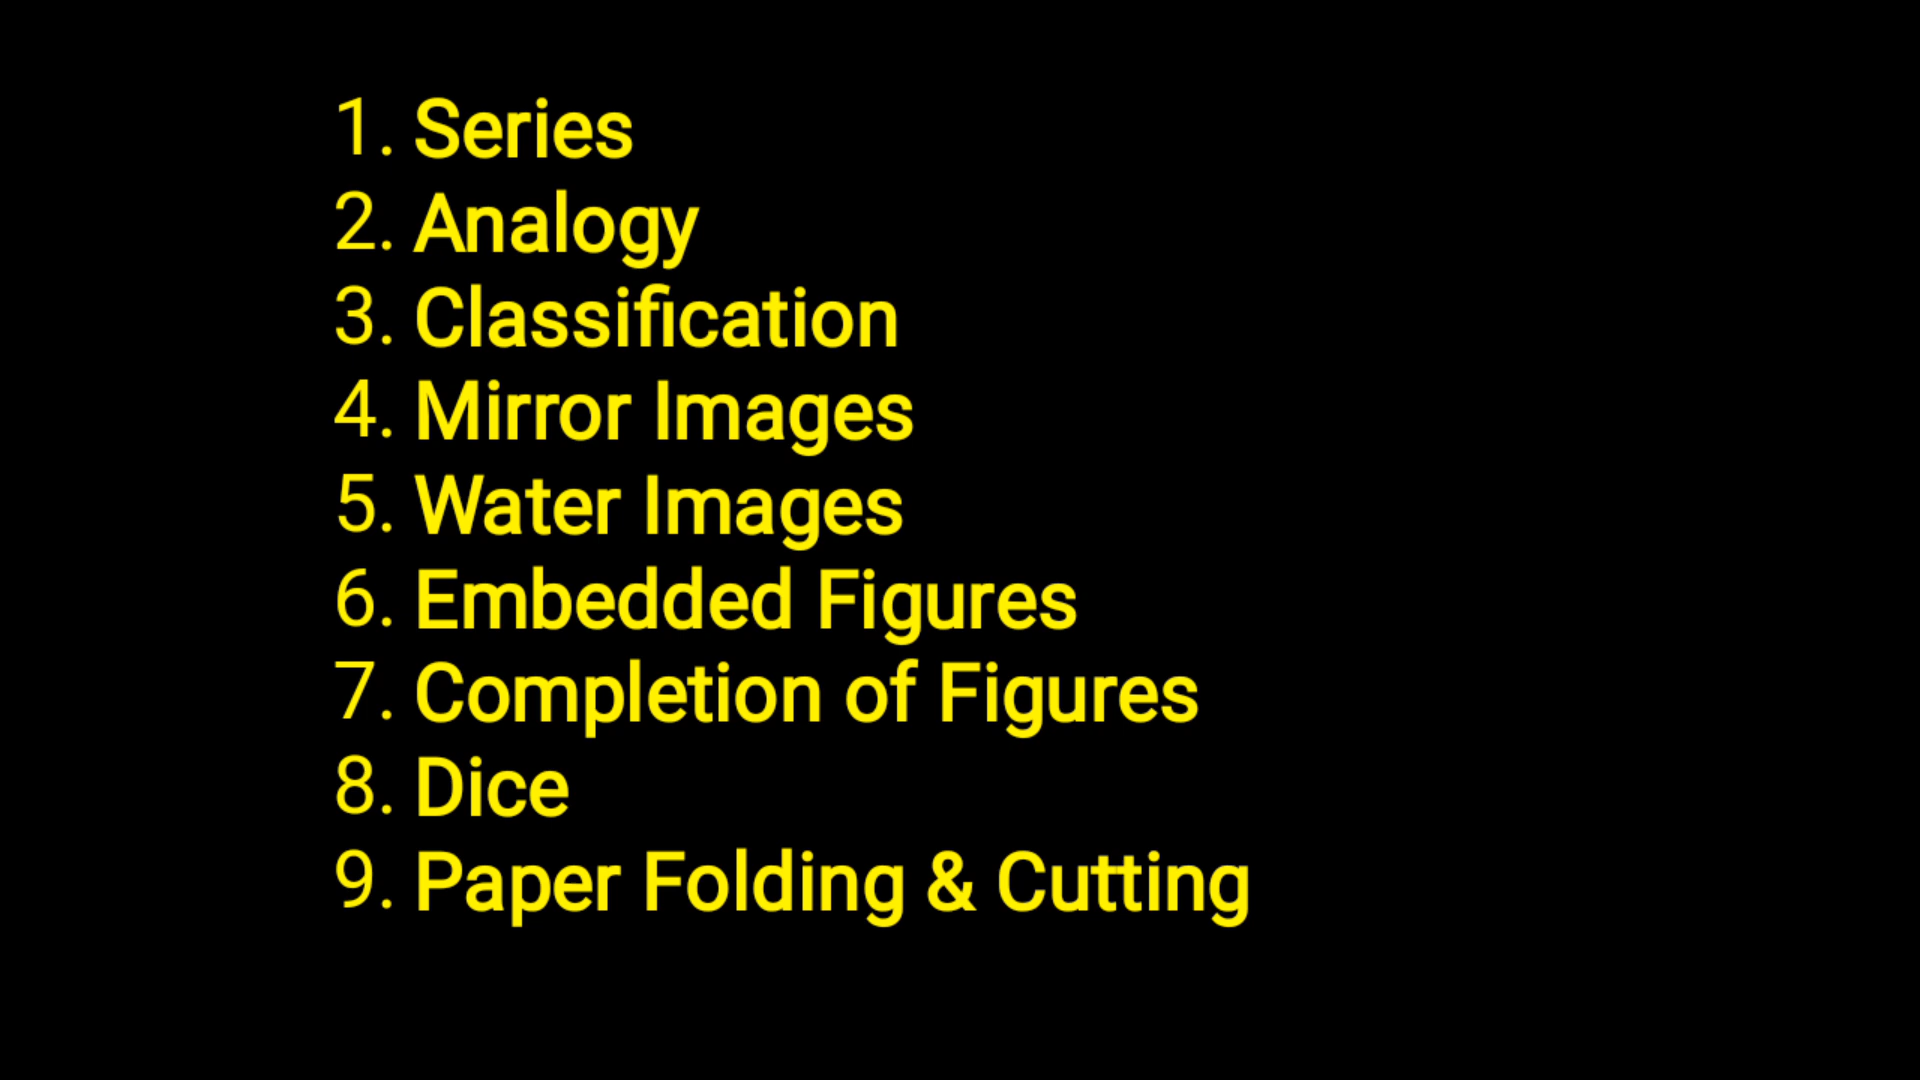 1. Series
2. Analogy
3. Classification
4. Mirror Images
5. Water Images
6. Embedded Figures
7. Completion of Figures
8. Dice
9. Paper Folding & Cutting